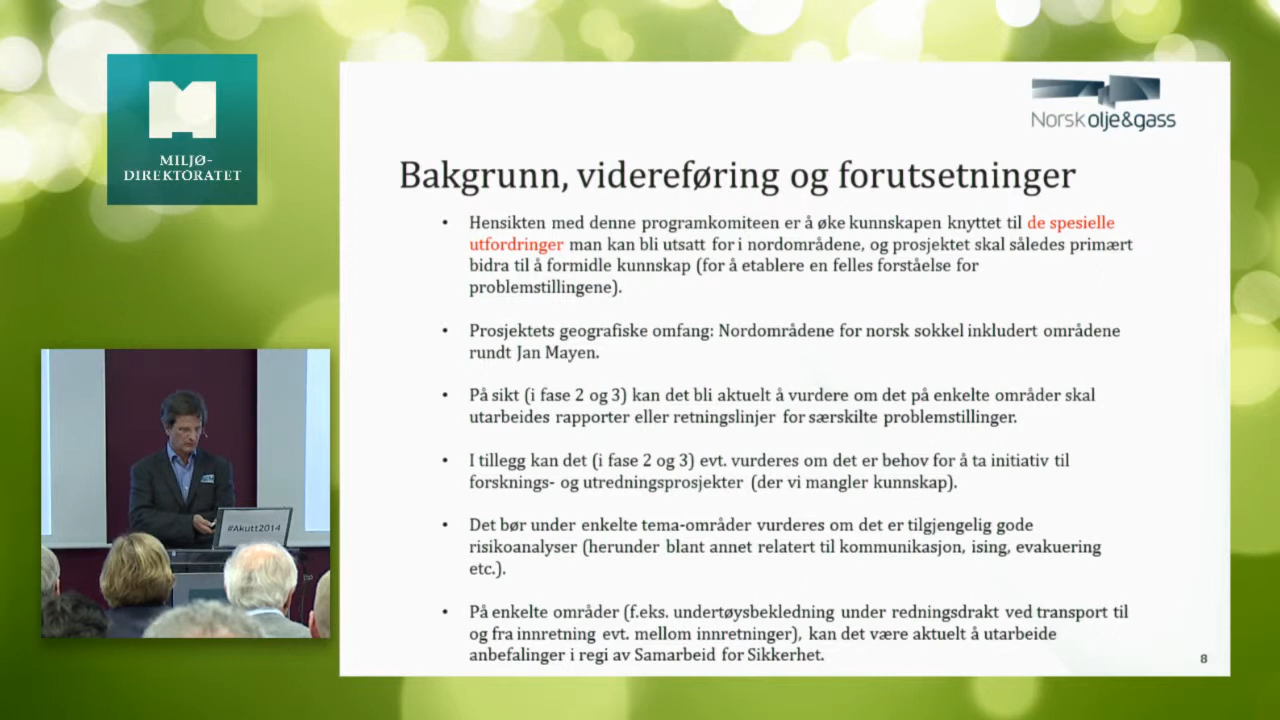 MILJØ-
DIREKTORATET
Norsk olje&gass
Bakgrunn, videreføring og forutsetninger
• Hensikten med denne programkomiteen er å øke kunnskapen knyttet til de spesielle
utfordringer man kan bli utsatt for i nordområdene, og prosjektet skal således primært
bidra til å formidle kunnskap (for å etablere en felles forståelse for
problemstillingene).
• Prosjektets geografiske omfang: Nordområdene for norsk sokkel inkludert områdene
rundt Jan Mayen.
• På sikt (i fase 2 og 3) kan det bli aktuelt å vurdere om det på enkelte områder skal
utarbeides rapporter eller retningslinjer for særskilte problemstillinger.
• I tillegg kan det (i fase 2 og 3) evt. vurderes om det er behov for å ta initiativ til
forsknings- og utredningsprosjekter (der vi mangler kunnskap).
• Det bør under enkelte tema-områder vurderes om det er tilgjengelig gode
risikoanalyser (herunder blant annet relatert til kommunikasjon, ising, evakuering
etc.).
• På enkelte områder (f.eks. undertøysbekledning under redningsdrakt ved transport til
og fra innretning evt. mellom innretninger), kan det være aktuelt å utarbeide
anbefalinger i regi av Samarbeid for Sikkerhet.
8
#Akutt2014